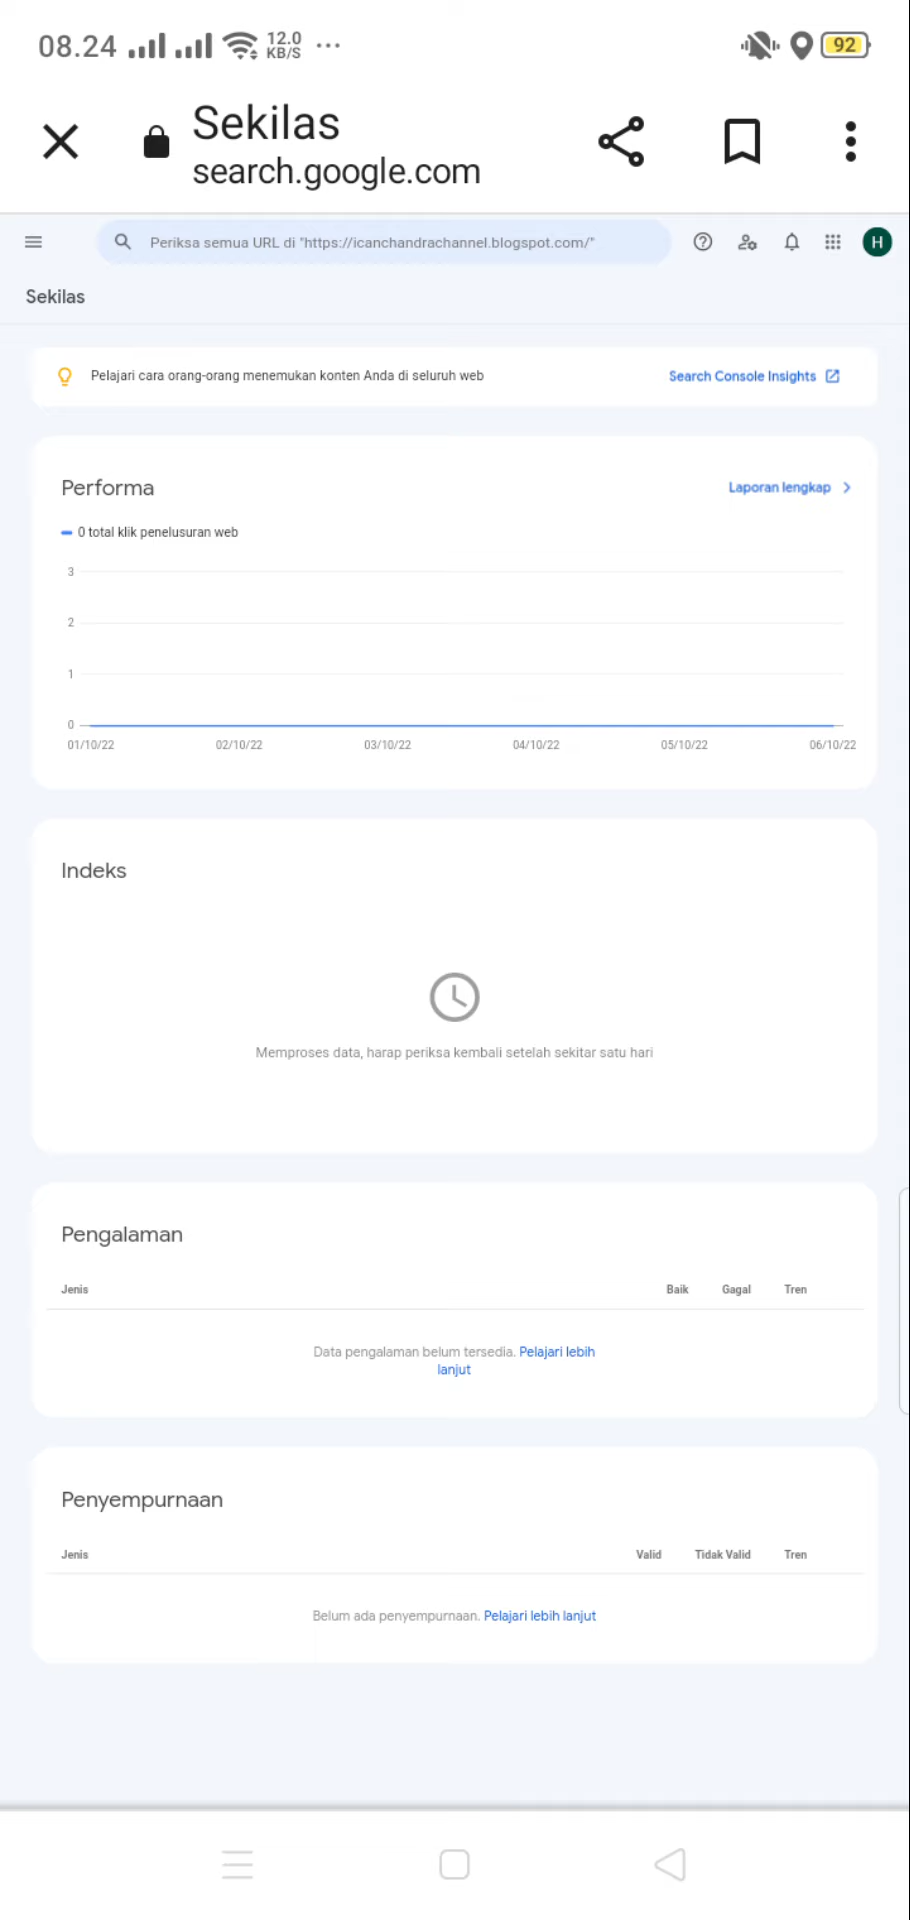 08.24 12.0 KB/S ... 92
Sekilas
search.google.com
Periksa semua URL di "https://icanchandrachannel.blogspot.com/" H
Sekilas
Pelajari cara orang-orang menemukan konten Anda di seluruh web Search Console Insights
Performa Laporan lengkap
0 total klik penelusuran web
3
2
1
0
01/10/22 02/10/22 03/10/22 04/10/22 05/10/22 06/10/22
Indeks
Memproses data, harap periksa kembali setelah sekitar satu hari
Pengalaman
Jenis Baik Gagal Tren
Data pengalaman belum tersedia. Pelajari lebih
lanjut
Penyempurnaan
Jenis Valid Tidak Valid Tren
Belum ada penyempurnaan. Pelajari lebih lanjut